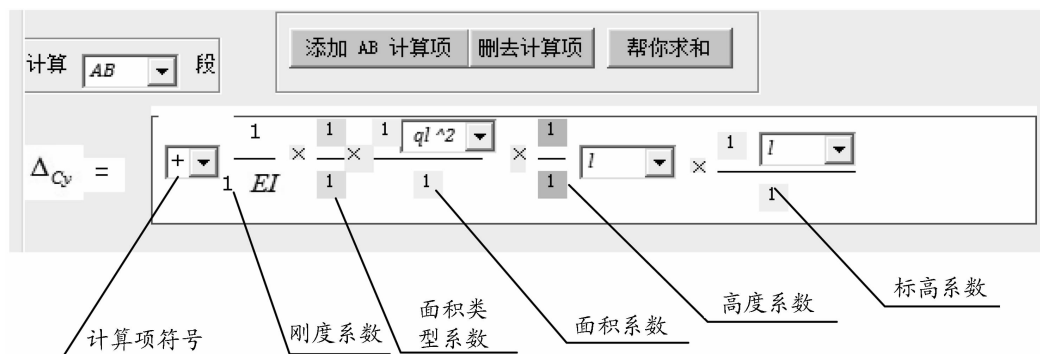 添加 AB 计算项 删去计算项 帮你求和
计算 AB 段
1 1 1 ql ^2 1 1 l
Δ_Cy = + × × × l ×
1 EI 1 1 1 1
标高系数
高度系数
面积类
型系数
面积系数
刚度系数
计算项符号